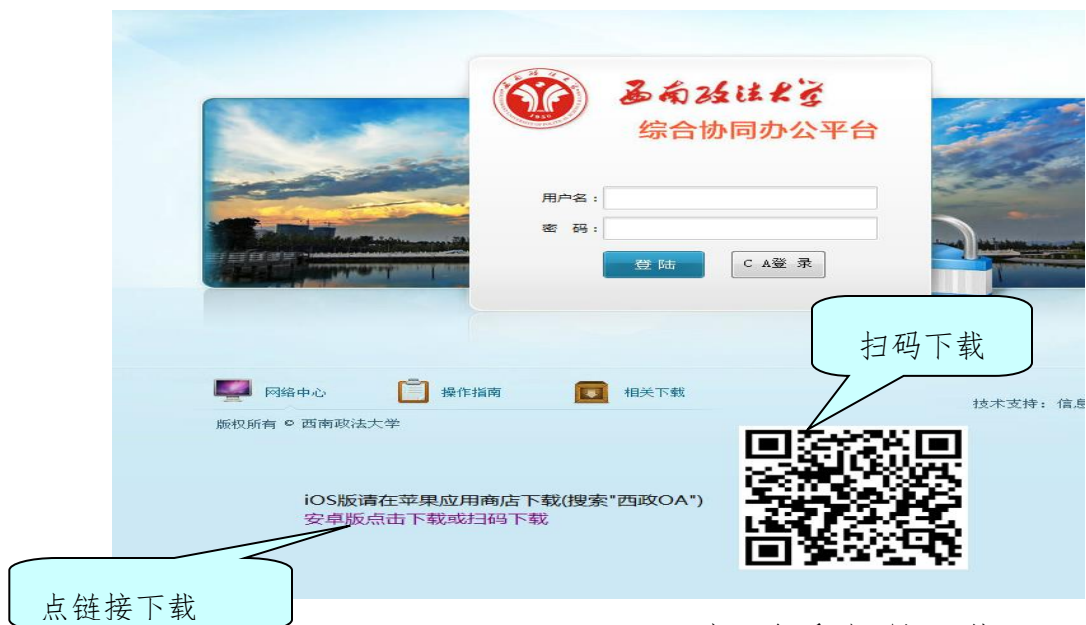 西南政法大学
综合协同办公平台
1950
用户名：
密 码：
登 陆
C A登 录
扫码下载
网络中心
操作指南
相关下载
技术支持：信息
版权所有 © 西南政法大学
iOS版请在苹果应用商店下载(搜索"西政OA")
安卓版点击下载或扫码下载
点链接下载